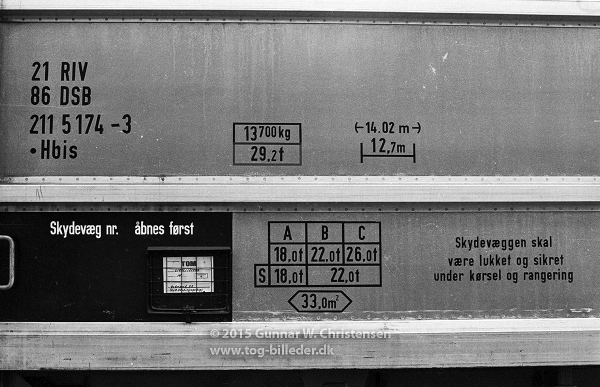 21 RIV
86 DSB
211 5 174 -3
•Hbis
13700kg
29,2t
(-14.02 m-)
12,7m
Skydevæg nr. åbnes først
TOM
A B C
18,0t 22,0t 26,0t
S 18,0t 22,0t
33,0m²
Skydevæggen skal
være lukket og sikret
under kørsel og rangering
© 2015 Gunnar W. Christensen
www.tog-billeder.dk